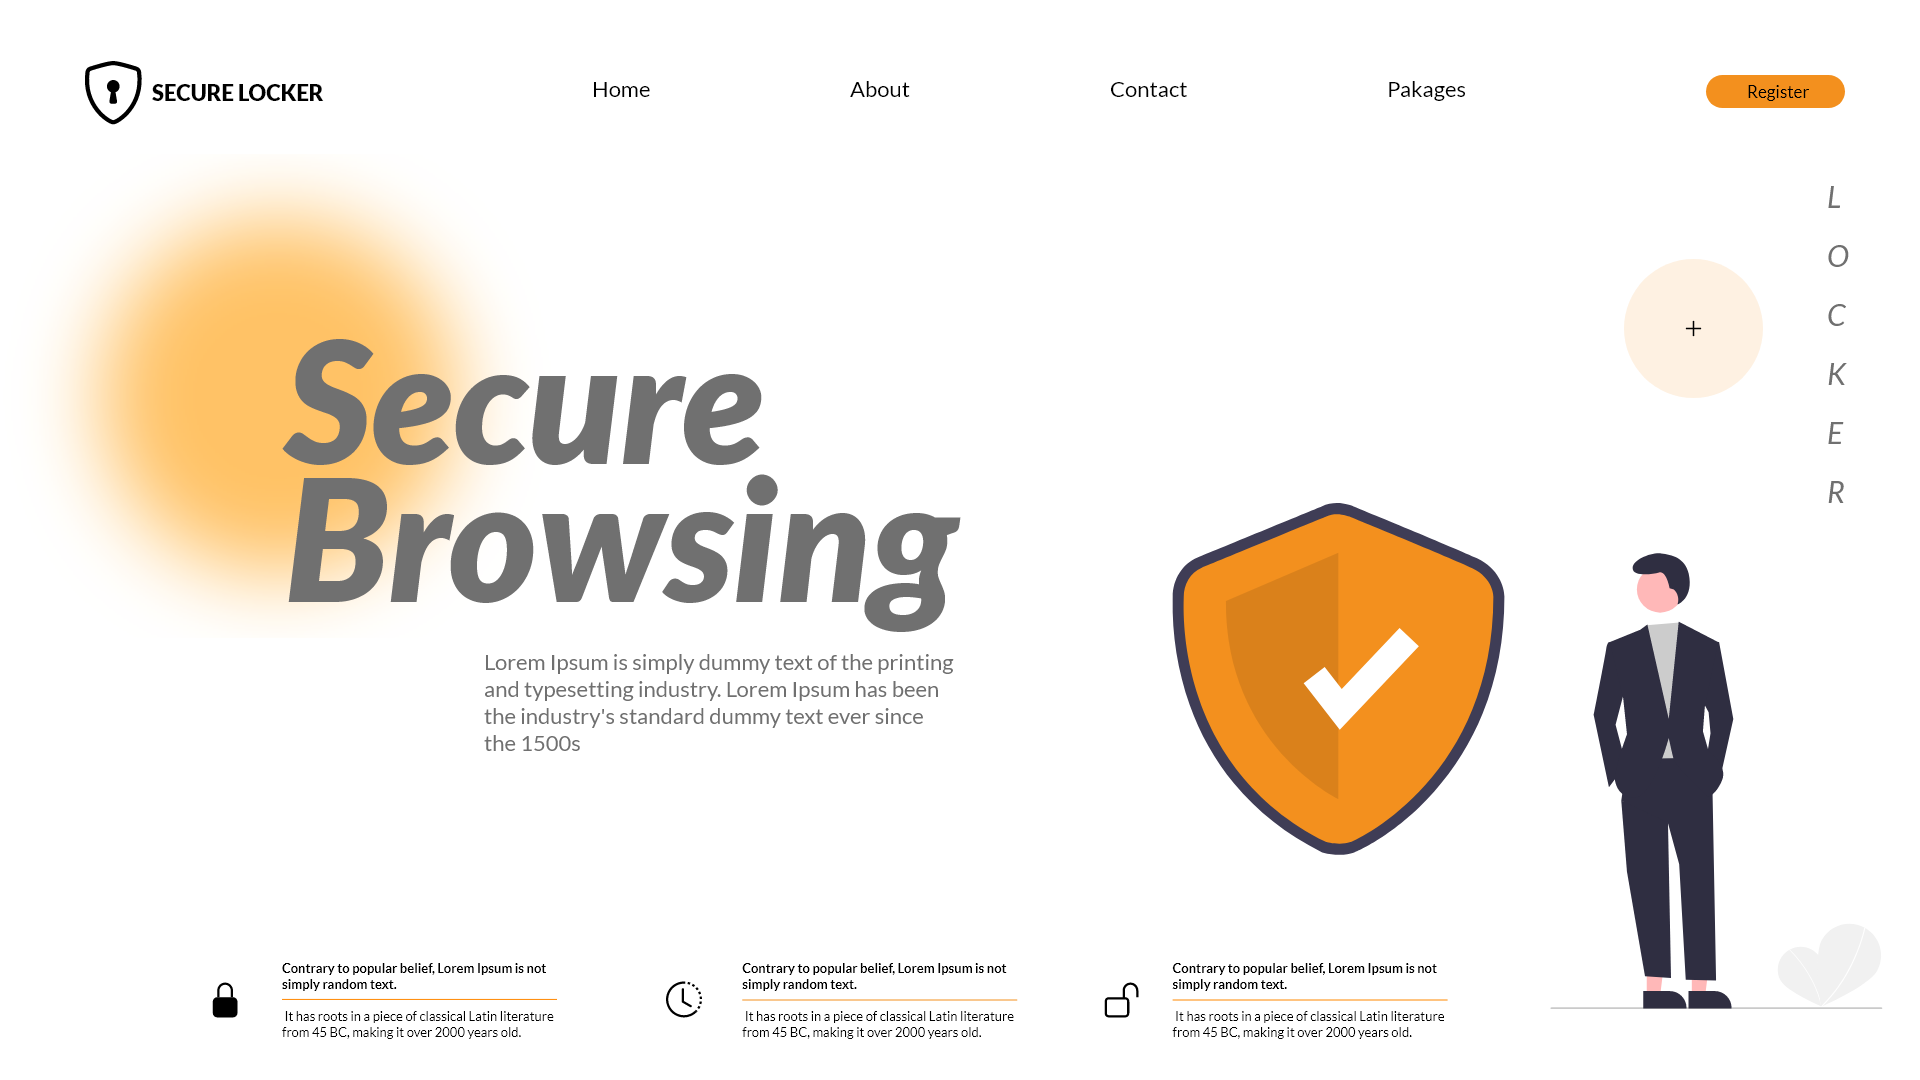 SECURE LOCKER
Home
About
Contact
Pakages
Register
L
O
C
K
E
R
Secure
Browsing
Lorem Ipsum is simply dummy text of the printing
and typesetting industry. Lorem Ipsum has been
the industry's standard dummy text ever since
the 1500s
Contrary to popular belief, Lorem Ipsum is not
simply random text.
It has roots in a piece of classical Latin literature
from 45 BC, making it over 2000 years old.
Contrary to popular belief, Lorem Ipsum is not
simply random text.
It has roots in a piece of classical Latin literature
from 45 BC, making it over 2000 years old.
Contrary to popular belief, Lorem Ipsum is not
simply random text.
It has roots in a piece of classical Latin literature
from 45 BC, making it over 2000 years old.